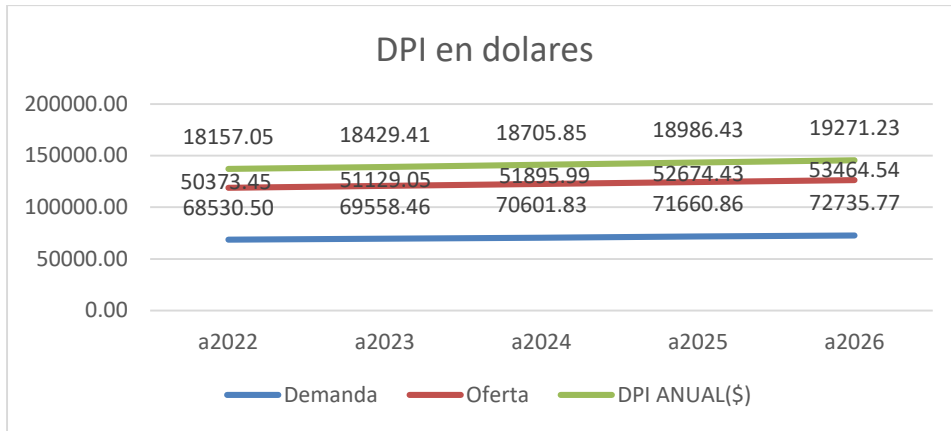 DPI en dolares
200000.00
18157.05 18429.41 18705.85 18986.43 19271.23
150000.00
50373.45 51129.05 51895.99 52674.43 53464.54
100000.00
68530.50 69558.46 70601.83 71660.86 72735.77
50000.00
0.00
a2022 a2023 a2024 a2025 a2026
Demanda Oferta DPI ANUAL($)